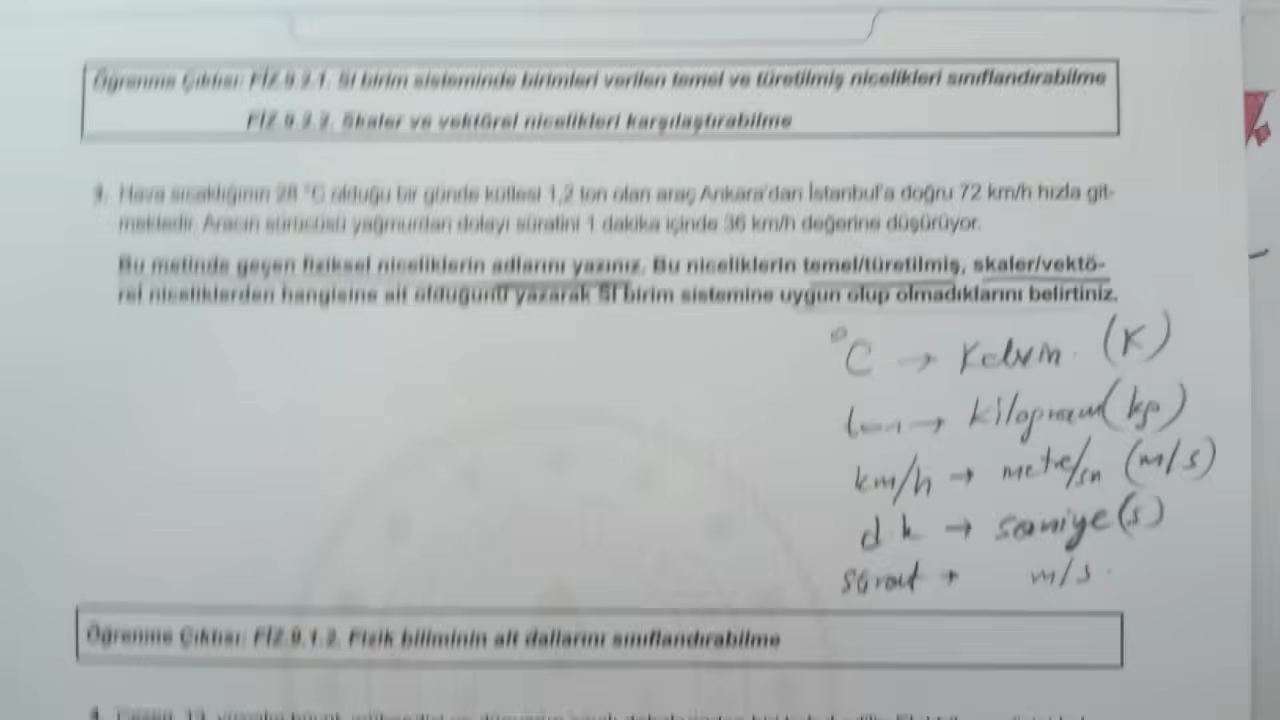 Öğrenme Çıktısı: FİZ.9.2.1. SI birim sisteminde birimleri verilen temel ve türetilmiş nicelikleri sınıflandırabilme
FİZ.9.2.2. Skaler ve vektörel nicelikleri karşılaştırabilme
3. Hava sıcaklığının 28 °C olduğu bir günde kütlesi 1,2 ton olan araç Ankara'dan İstanbul'a doğru 72 km/h hızla git-
mektedir. Aracın sürücüsü yağmurdan dolayı süratini 1 dakika içinde 36 km/h değerine düşürüyor.
Bu metinde geçen fiziksel niceliklerin adlarını yazınız. Bu niceliklerin temel/türetilmiş, skaler/vektö-
rel niceliklerden hangisine ait olduğunu yazarak SI birim sistemine uygun olup olmadıklarını belirtiniz.
°C → Kelvin (K)
ton → kilogram (kg)
km/h → metre/sn (m/s)
dk → saniye (s)
sürat → m/s
Öğrenme Çıktısı: FİZ.9.1.2. Fizik biliminin alt dallarını sınıflandırabilme